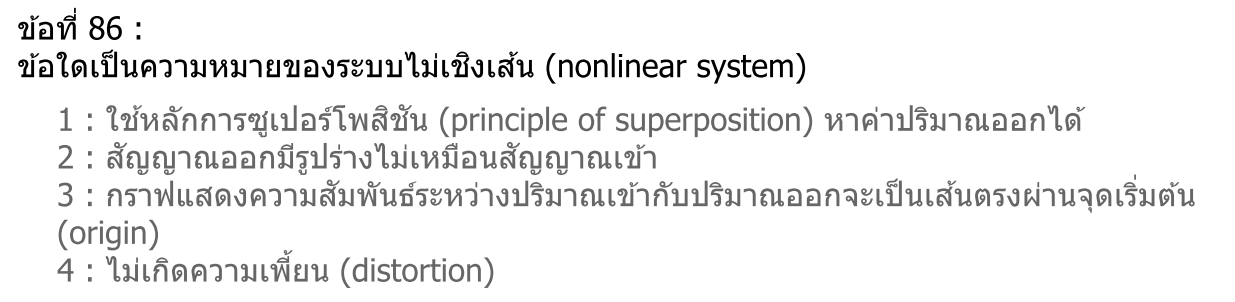 ข้อที่ 86 :
ข้อใดเป็นความหมายของระบบไม่เชิงเส้น (nonlinear system)
1 : ใช้หลักการซูเปอร์โพสิชัน (principle of superposition) หาค่าปริมาณออกได้
2 : สัญญาณออกมีรูปร่างไม่เหมือนสัญญาณเข้า
3 : กราฟแสดงความสัมพันธ์ระหว่างปริมาณเข้ากับปริมาณออกจะเป็นเส้นตรงผ่านจุดเริ่มต้น
(origin)
4 : ไม่เกิดความเพี้ยน (distortion)